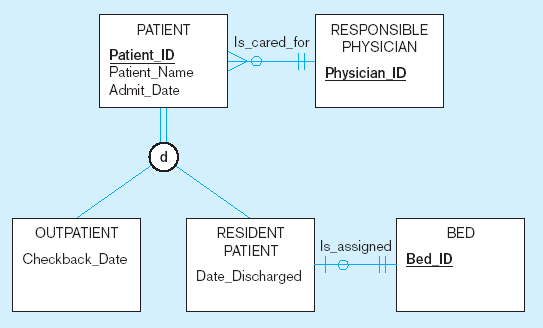 PATIENT
Patient_ID
Patient_Name
Admit_Date
Is_cared_for
RESPONSIBLE
PHYSICIAN
Physician_ID
d
OUTPATIENT
Checkback_Date
RESIDENT
PATIENT
Date_Discharged
Is_assigned
BED
Bed_ID